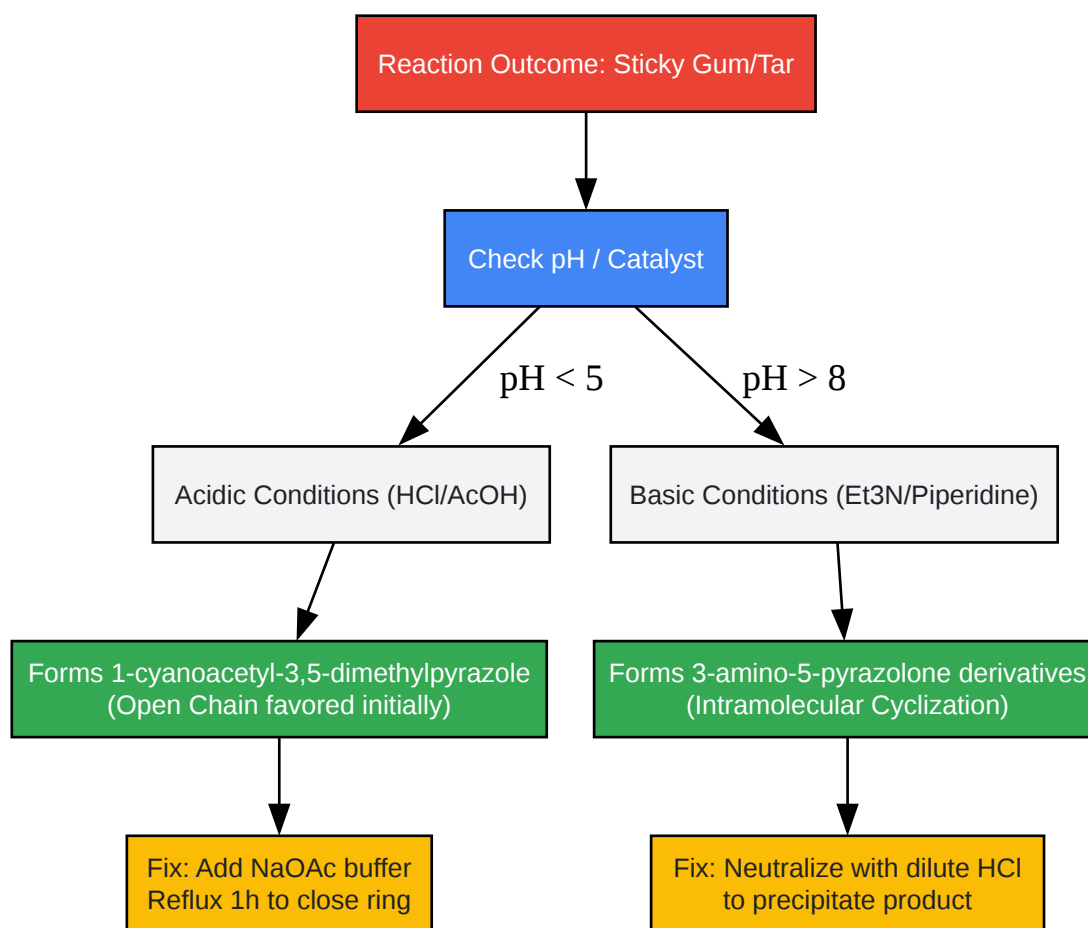 Reaction Outcome: Sticky Gum/Tar
Check pH / Catalyst
pH < 5
pH > 8
Acidic Conditions (HCl/AcOH)
Basic Conditions (Et3N/Piperidine)
Forms 1-cyanoacetyl-3,5-dimethylpyrazole
(Open Chain favored initially)
Forms 3-amino-5-pyrazolone derivatives
(Intramolecular Cyclization)
Fix: Add NaOAc buffer
Reflux 1h to close ring
Fix: Neutralize with dilute HCl
to precipitate product